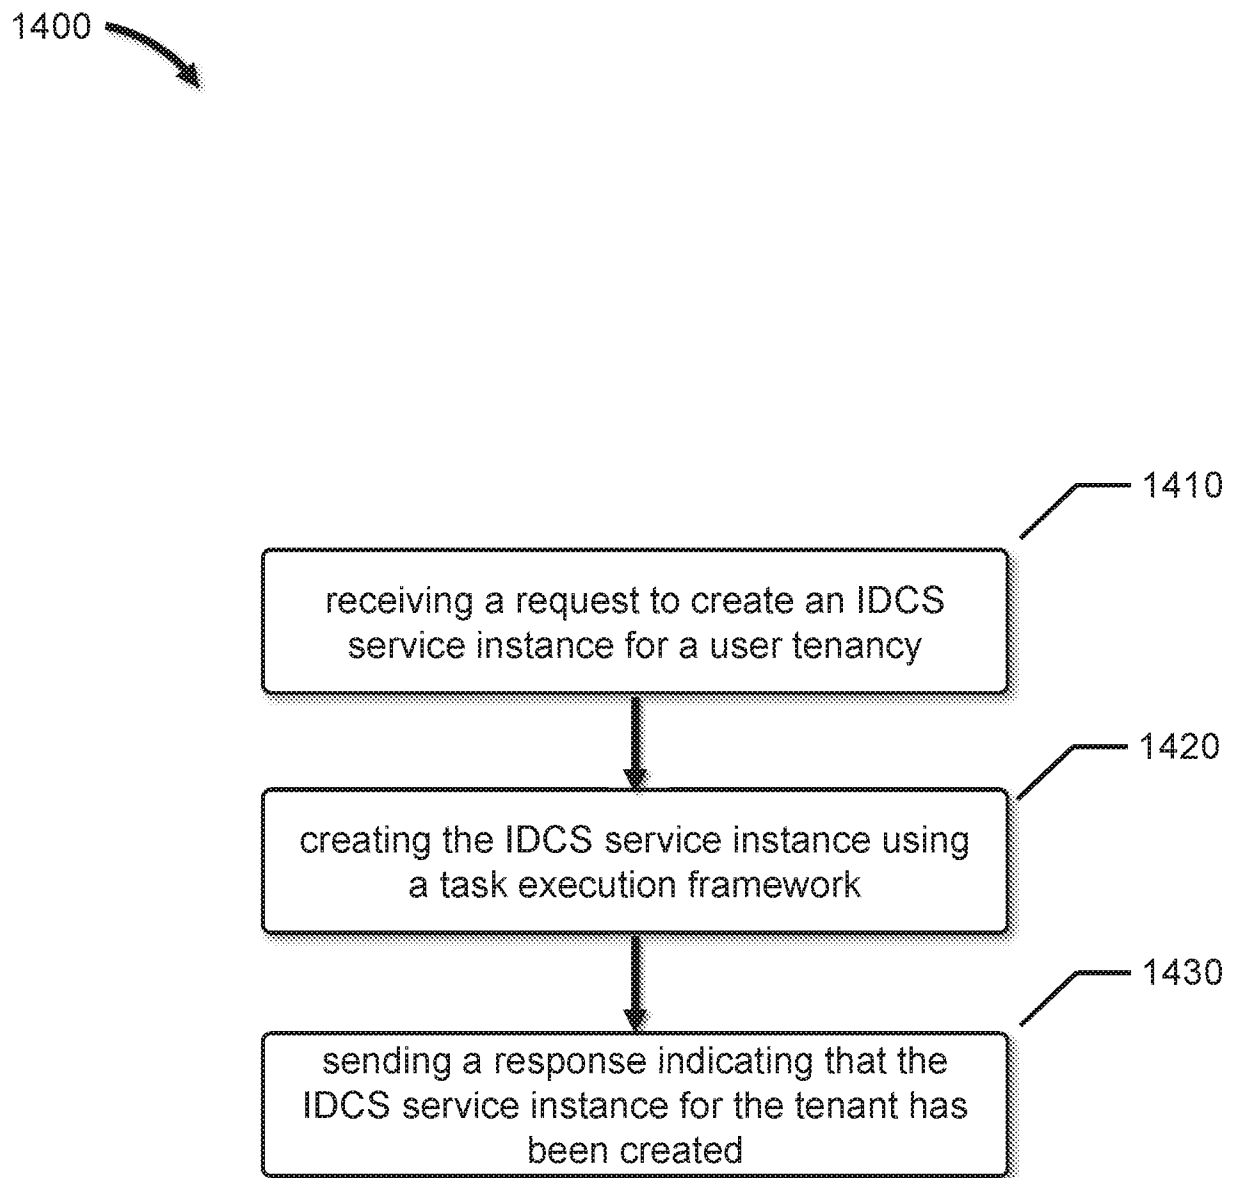 1400
1410
receiving a request to create an IDCS
service instance for a user tenancy
1420
creating the IDCS service instance using
a task execution framework
1430
sending a response indicating that the
IDCS service instance for the tenant has
been created